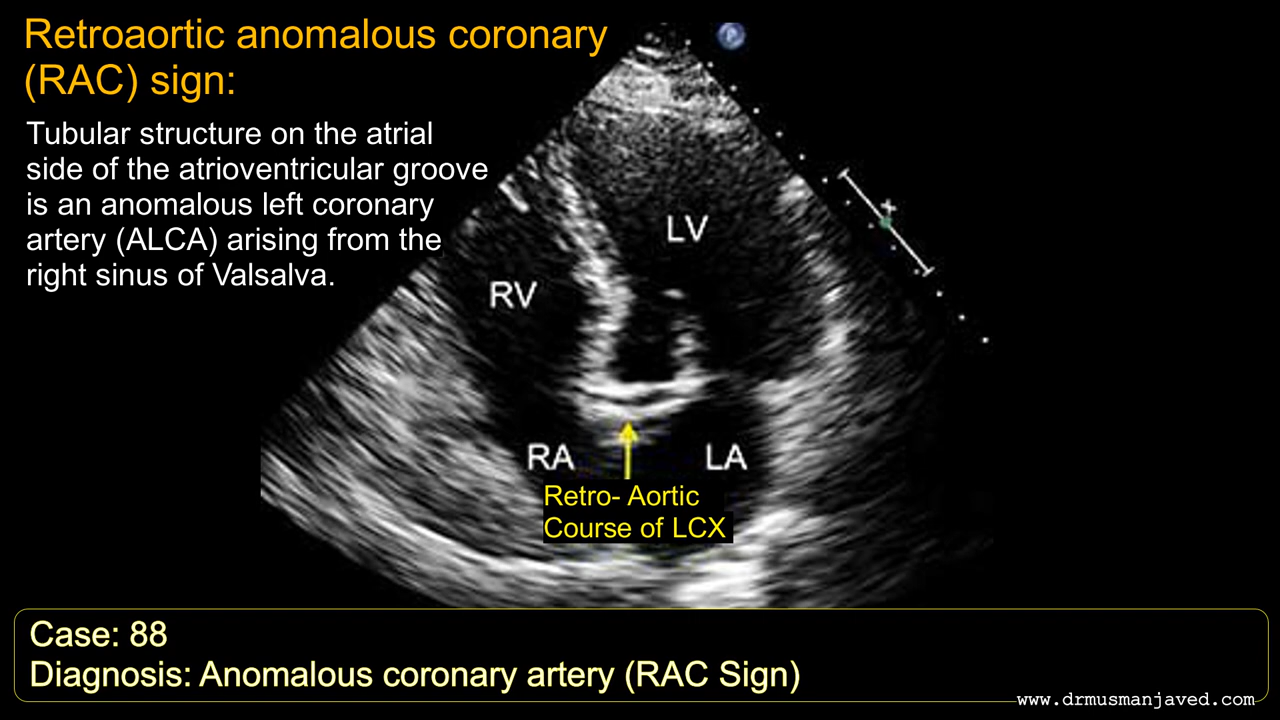 Retroaortic anomalous coronary
(RAC) sign:
Tubular structure on the atrial
side of the atrioventricular groove
is an anomalous left coronary
artery (ALCA) arising from the
right sinus of Valsalva.
P
LV
RV
RA
LA
Retro- Aortic
Course of LCX
Case: 88
Diagnosis: Anomalous coronary artery (RAC Sign)
www.drmusmanjaved.com